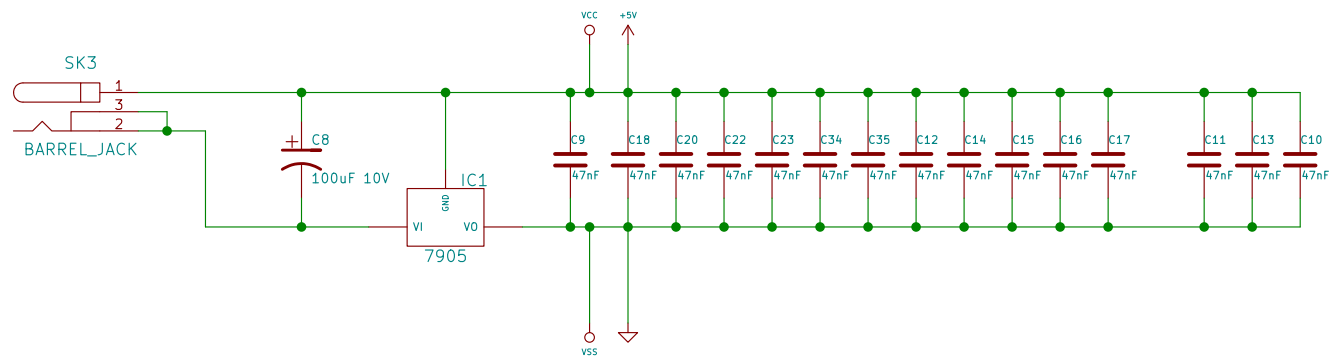 VCC
+5V
SK3
1
3
2
BARREL_JACK
+
C8
100uF 10V
IC1
GND
VI
VO
7905
C9
47nF
C18
47nF
C20
47nF
C22
47nF
C23
47nF
C34
47nF
C35
47nF
C12
47nF
C14
47nF
C15
47nF
C16
47nF
C17
47nF
C11
47nF
C13
47nF
C10
47nF
VSS